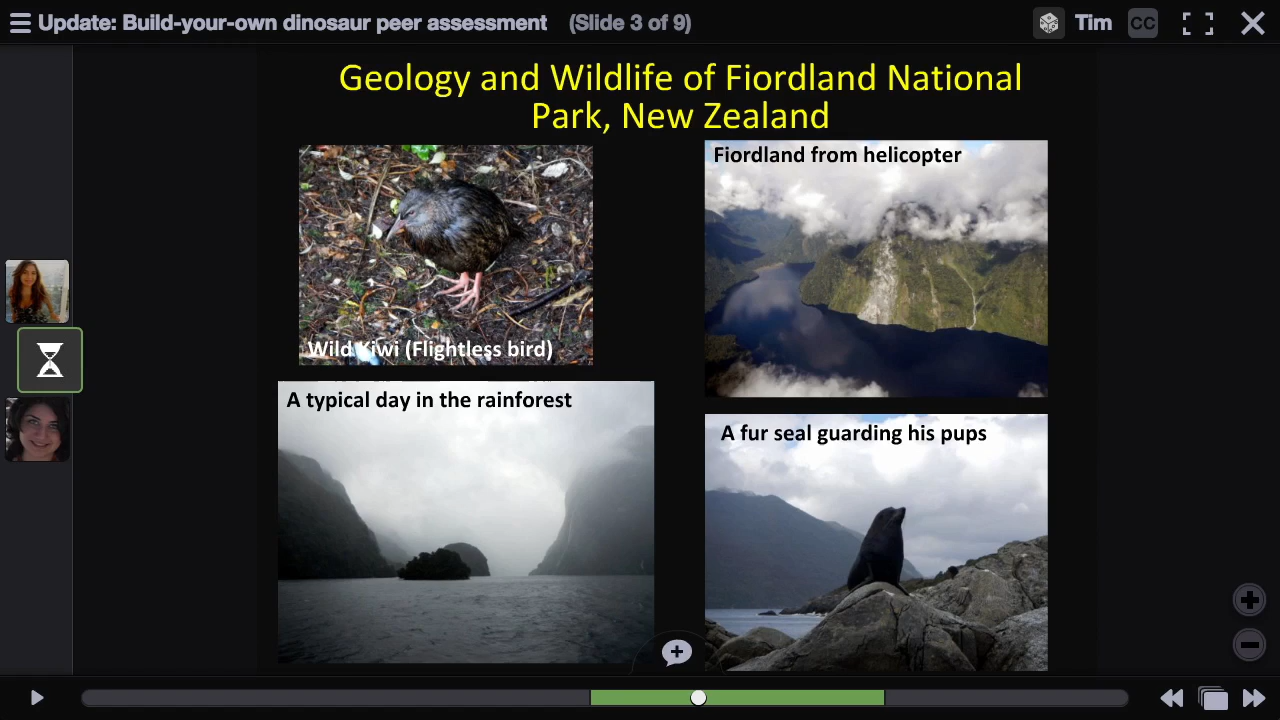 Update: Build-your-own dinosaur peer assessment (Slide 3 of 9)
Tim
CC
Geology and Wildlife of Fiordland National
Park, New Zealand
Wild Kiwi (Flightless bird)
Fiordland from helicopter
A typical day in the rainforest
A fur seal guarding his pups